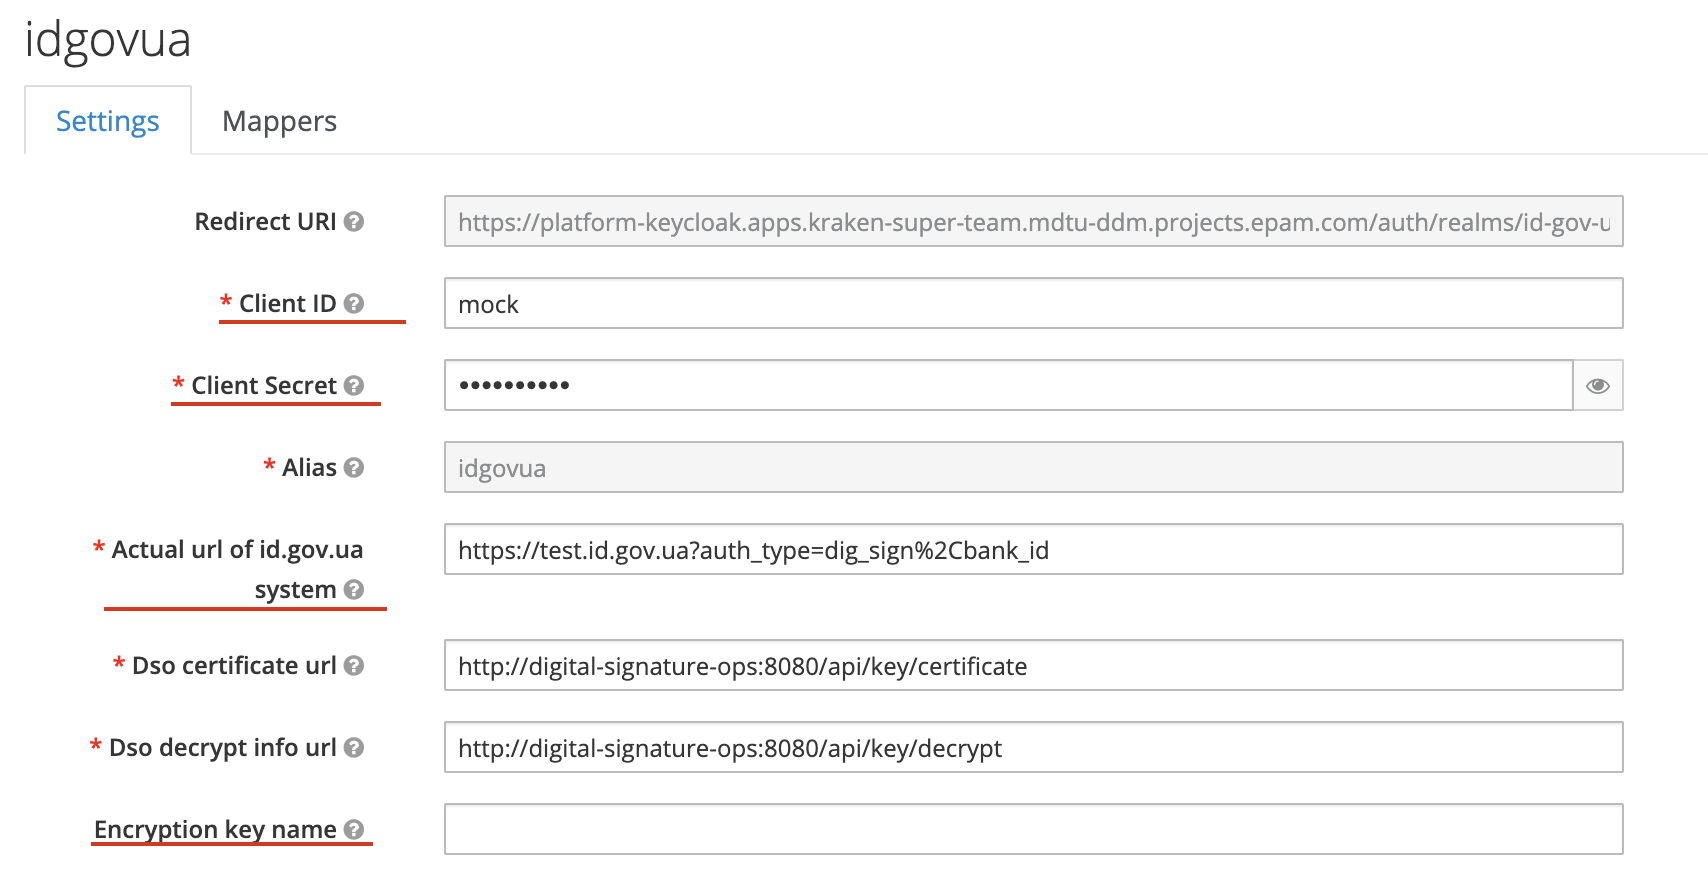 idgovua
Settings Mappers
Redirect URI https://platform-keycloak.apps.kraken-super-team.mdtu-ddm.projects.epam.com/auth/realms/id-gov-u
* Client ID mock
* Client Secret ••••••••••
* Alias idgovua
* Actual url of id.gov.ua https://test.id.gov.ua?auth_type=dig_sign%2Cbank_id
system
* Dso certificate url http://digital-signature-ops:8080/api/key/certificate
* Dso decrypt info url http://digital-signature-ops:8080/api/key/decrypt
Encryption key name